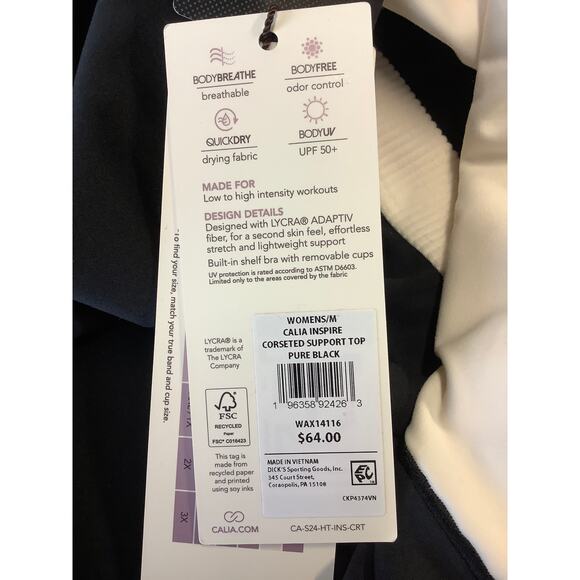 BODYBREATHE
breathable
BODYFREE
odor control
QUICKDRY
drying fabric
BODYUV
UPF 50+
MADE FOR
Low to high intensity workouts
DESIGN DETAILS
Designed with LYCRA® ADAPTIV
fiber, for a second skin feel, effortless
stretch and lightweight support
Built-in shelf bra with removable cups
UV protection is rated according to ASTM D6603.
Limited only to the areas covered by the fabric
LYCRA® is a
trademark of
The LYCRA
Company
FSC
RECYCLED
Paper
FSC® C016423
This tag is
made from
recycled paper
and printed
using soy inks
CALIA.COM
CA-S24-HT-INS-CRT
WOMENS/M
CALIA INSPIRE
CORSETED SUPPORT TOP
PURE BLACK
1 96358 92426 3
WAX14116
$64.00
MADE IN VIETNAM
DICK'S Sporting Goods, Inc.
345 Court Street,
Coraopolis, PA 15108
EPC
CKP4374VN
To find your size, match your true band and cup size.
2X
3X